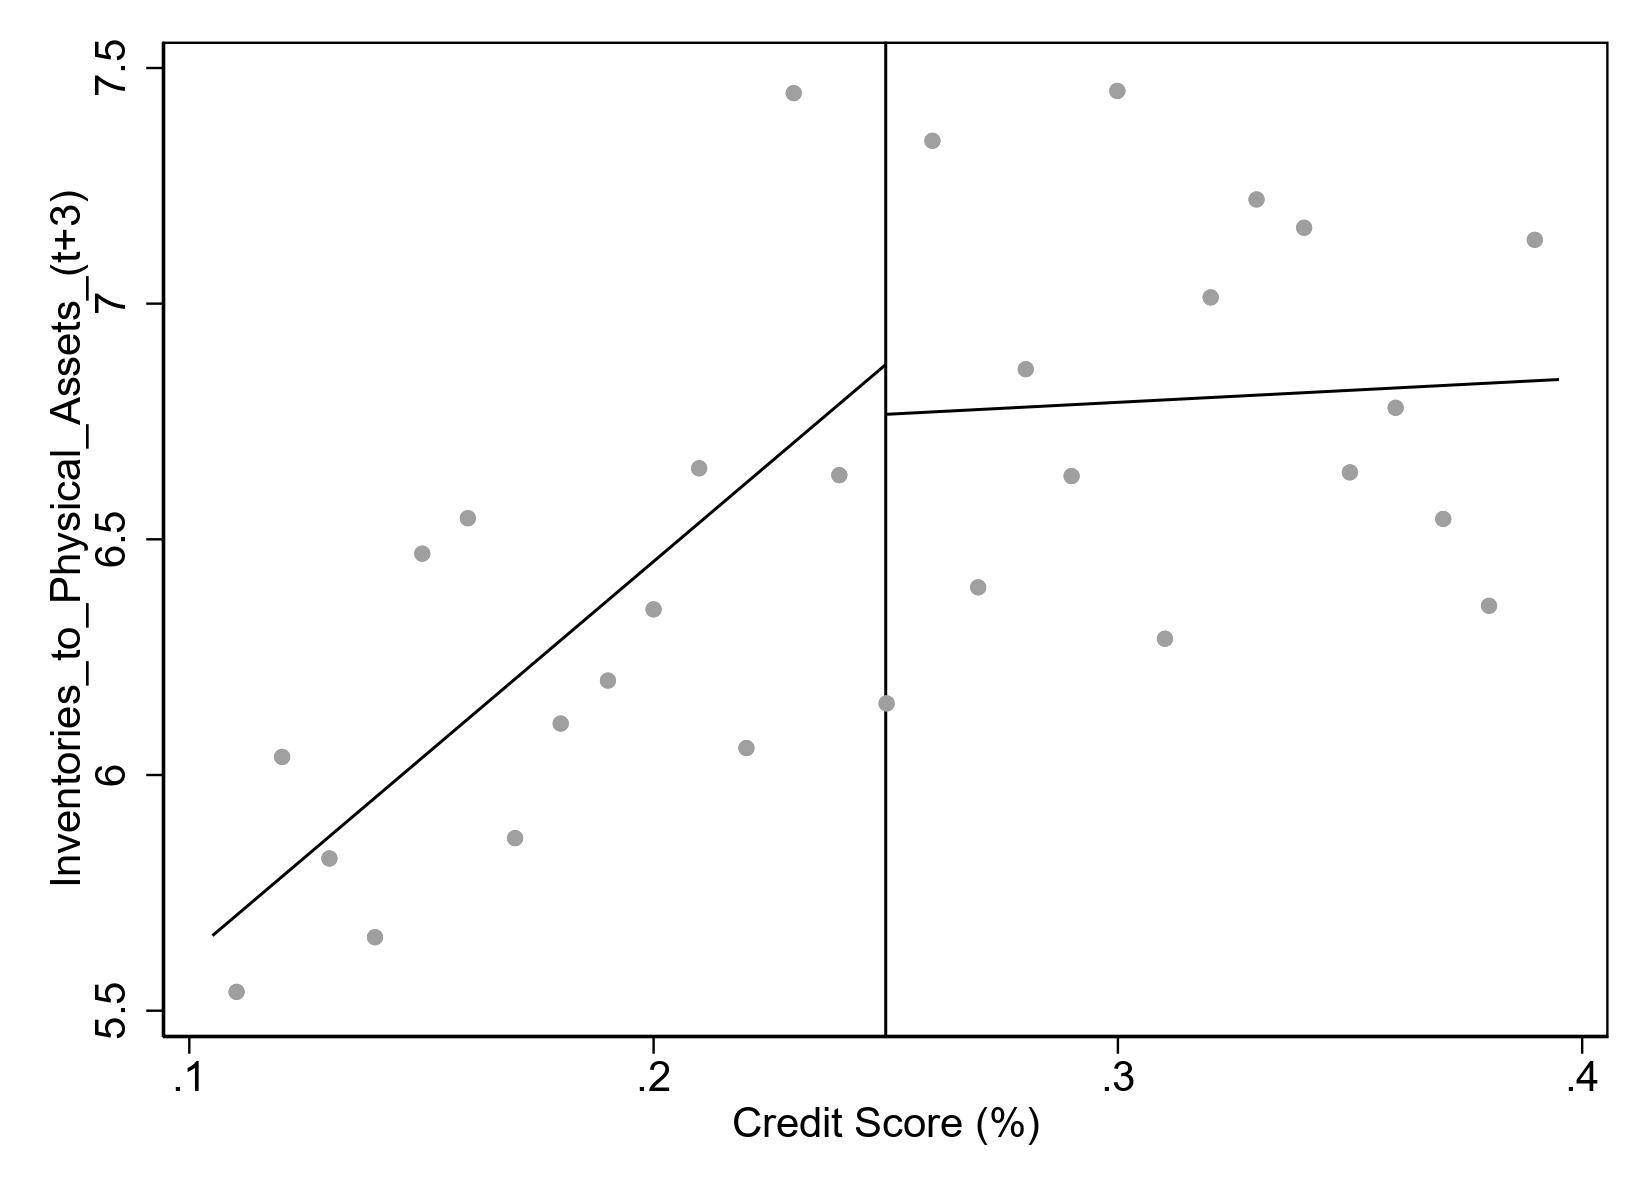 Inventories_to_Physical_Assets_(t+3)
7.5
7
6.5
6
5.5
.1 .2 .3 .4
Credit Score (%)